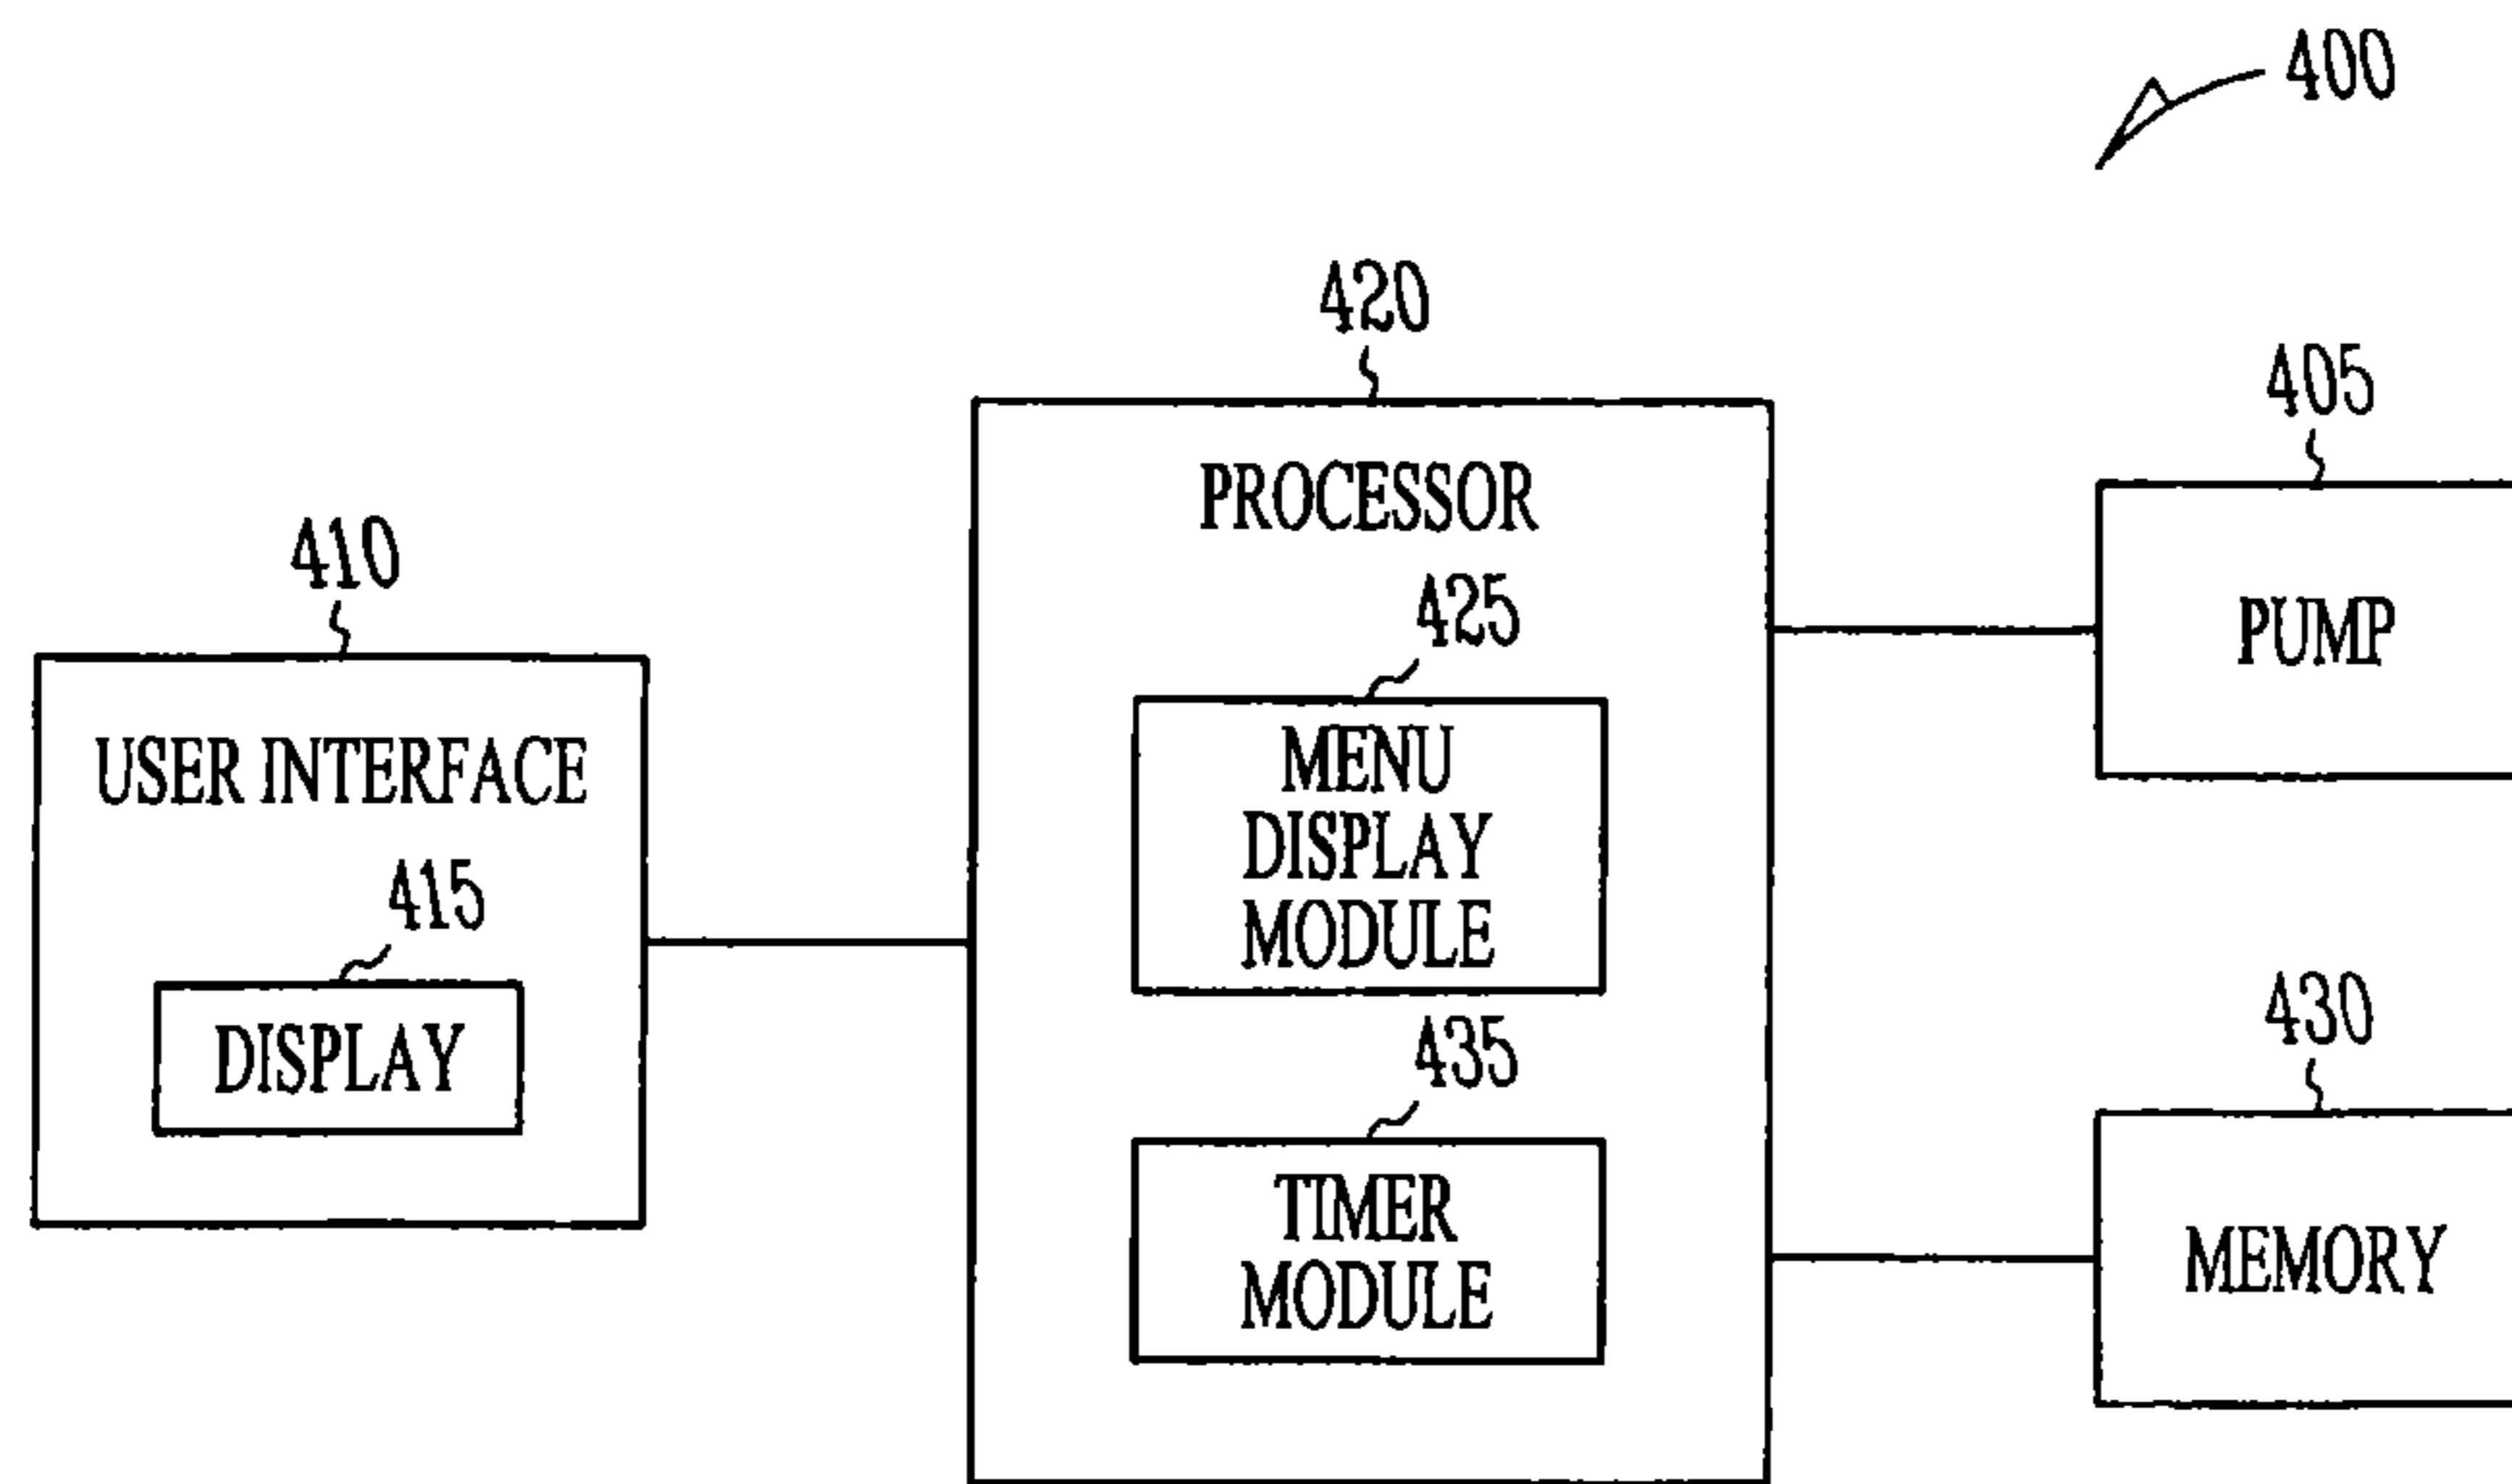 400
420
405
PROCESSOR
410
425
PUMP
USER INTERFACE
MENU
DISPLAY
MODULE
415
430
DISPLAY
435
TIMER
MODULE
MEMORY